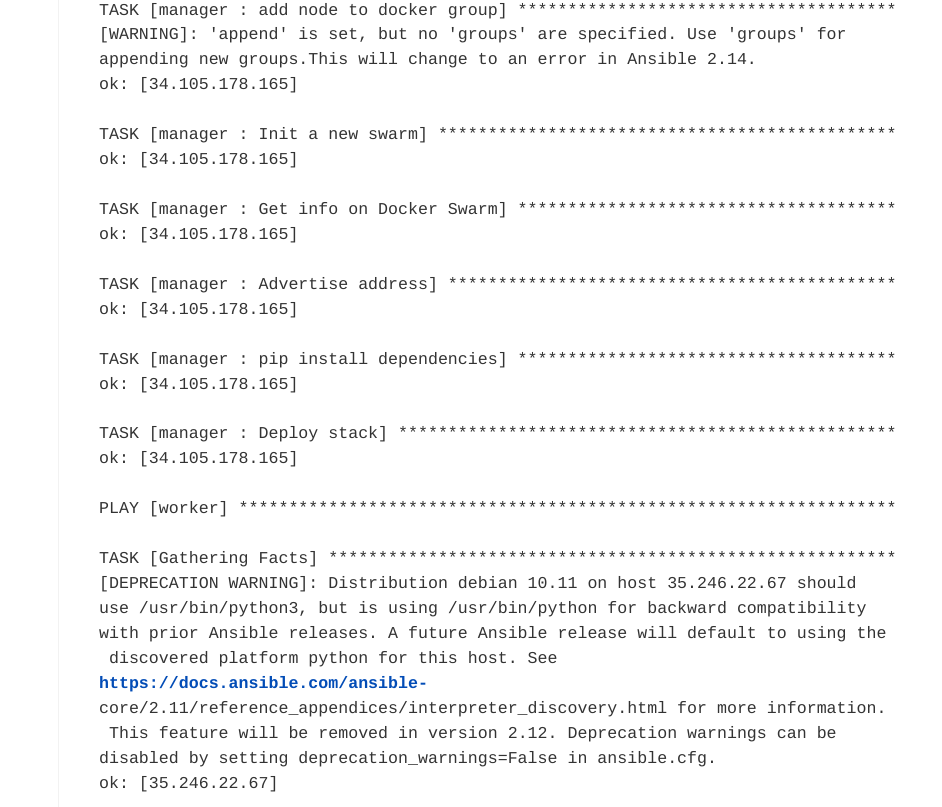 TASK [manager : add node to docker group] **************************************
[WARNING]: 'append' is set, but no 'groups' are specified. Use 'groups' for
appending new groups.This will change to an error in Ansible 2.14.
ok: [34.105.178.165]
TASK [manager : Init a new swarm] **********************************************
ok: [34.105.178.165]
TASK [manager : Get info on Docker Swarm] **************************************
ok: [34.105.178.165]
TASK [manager : Advertise address] *********************************************
ok: [34.105.178.165]
TASK [manager : pip install dependencies] **************************************
ok: [34.105.178.165]
TASK [manager : Deploy stack] **************************************************
ok: [34.105.178.165]
PLAY [worker] ******************************************************************
TASK [Gathering Facts] *********************************************************
[DEPRECATION WARNING]: Distribution debian 10.11 on host 35.246.22.67 should
use /usr/bin/python3, but is using /usr/bin/python for backward compatibility
with prior Ansible releases. A future Ansible release will default to using the
 discovered platform python for this host. See
https://docs.ansible.com/ansible-
core/2.11/reference_appendices/interpreter_discovery.html for more information.
 This feature will be removed in version 2.12. Deprecation warnings can be
disabled by setting deprecation_warnings=False in ansible.cfg.
ok: [35.246.22.67]